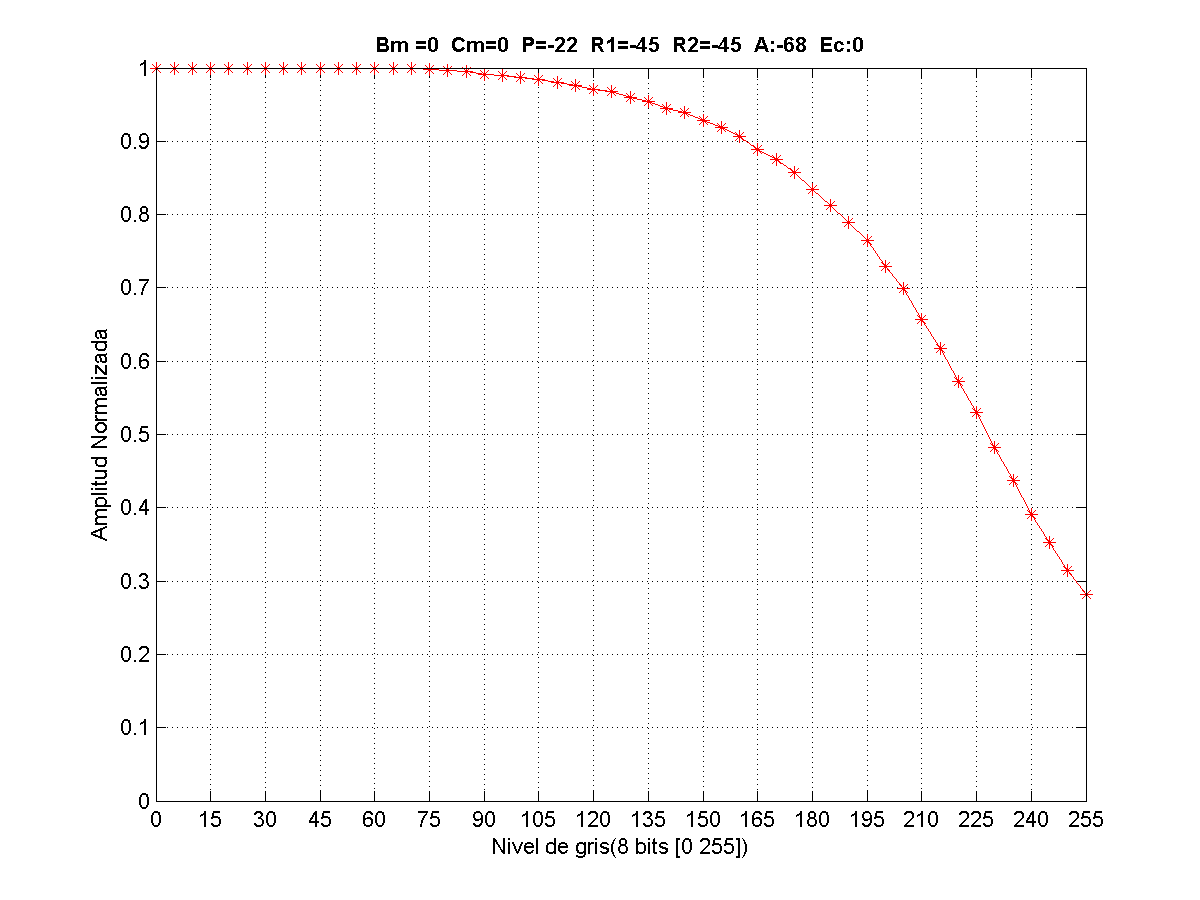 Bm =0 Cm=0 P=-22 R1=-45 R2=-45 A:-68 Ec:0
1
0.9
0.8
0.7
0.6
0.5
0.4
0.3
0.2
0.1
0
Amplitud Normalizada
0 15 30 45 60 75 90 105 120 135 150 165 180 195 210 225 240 255
Nivel de gris(8 bits [0 255])